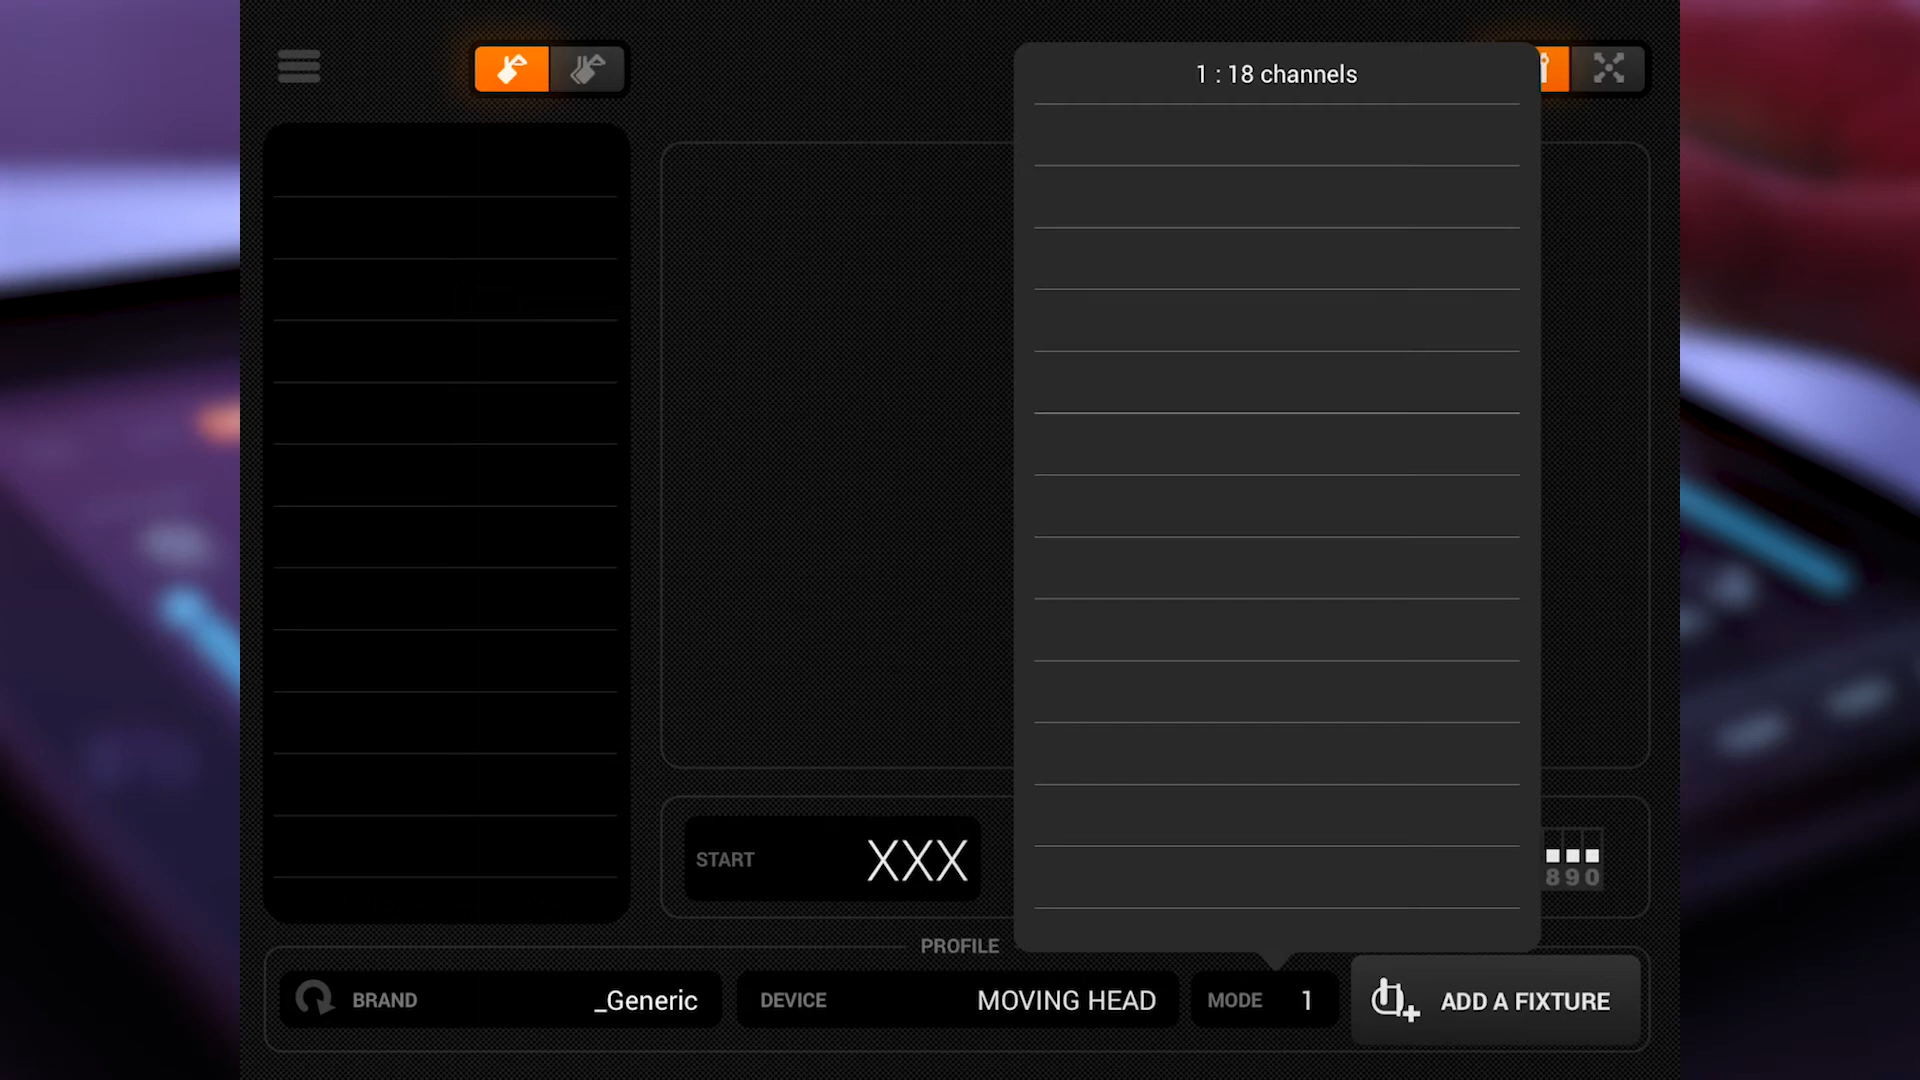 1 : 18 channels
START XXX
890
PROFILE
BRAND _Generic DEVICE MOVING HEAD MODE 1 ADD A FIXTURE